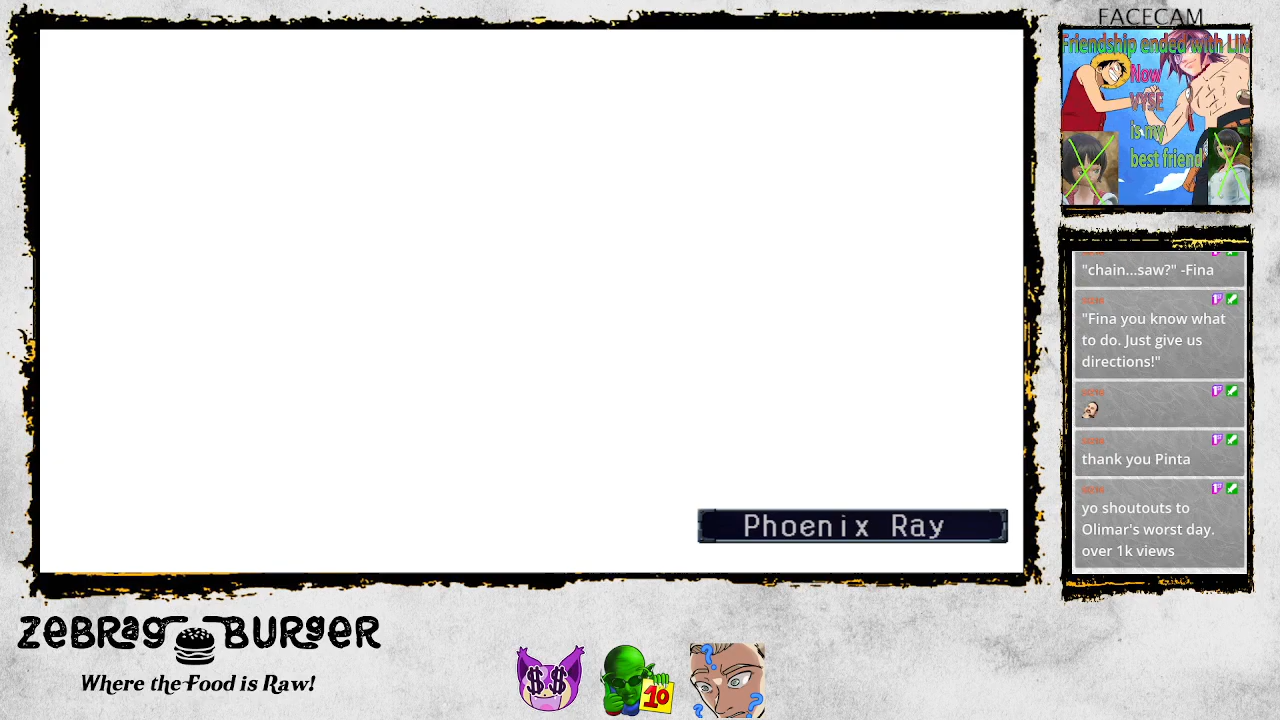 FACECAM
Friendship ended with LIN
Now
VYSE
is my
best friend
"chain...saw?" -Fina
"Fina you know what
to do. Just give us
directions!"
thank you Pinta
yo shoutouts to
Olimar's worst day.
over 1k views
Phoenix Ray
ZEBRAG BURGER
Where the Food is Raw!
10